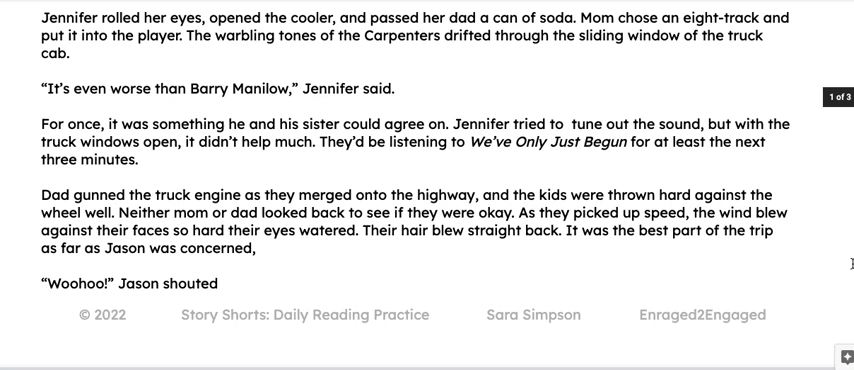 Jennifer rolled her eyes, opened the cooler, and passed her dad a can of soda. Mom chose an eight-track and
put it into the player. The warbling tones of the Carpenters drifted through the sliding window of the truck
cab.
“It’s even worse than Barry Manilow,” Jennifer said.
1 of 3
For once, it was something he and his sister could agree on. Jennifer tried to  tune out the sound, but with the
truck windows open, it didn’t help much. They’d be listening to We’ve Only Just Begun for at least the next
three minutes.
Dad gunned the truck engine as they merged onto the highway, and the kids were thrown hard against the
wheel well. Neither mom or dad looked back to see if they were okay. As they picked up speed, the wind blew
against their faces so hard their eyes watered. Their hair blew straight back. It was the best part of the trip
as far as Jason was concerned,
“Woohoo!” Jason shouted
© 2022 Story Shorts: Daily Reading Practice Sara Simpson Enraged2Engaged